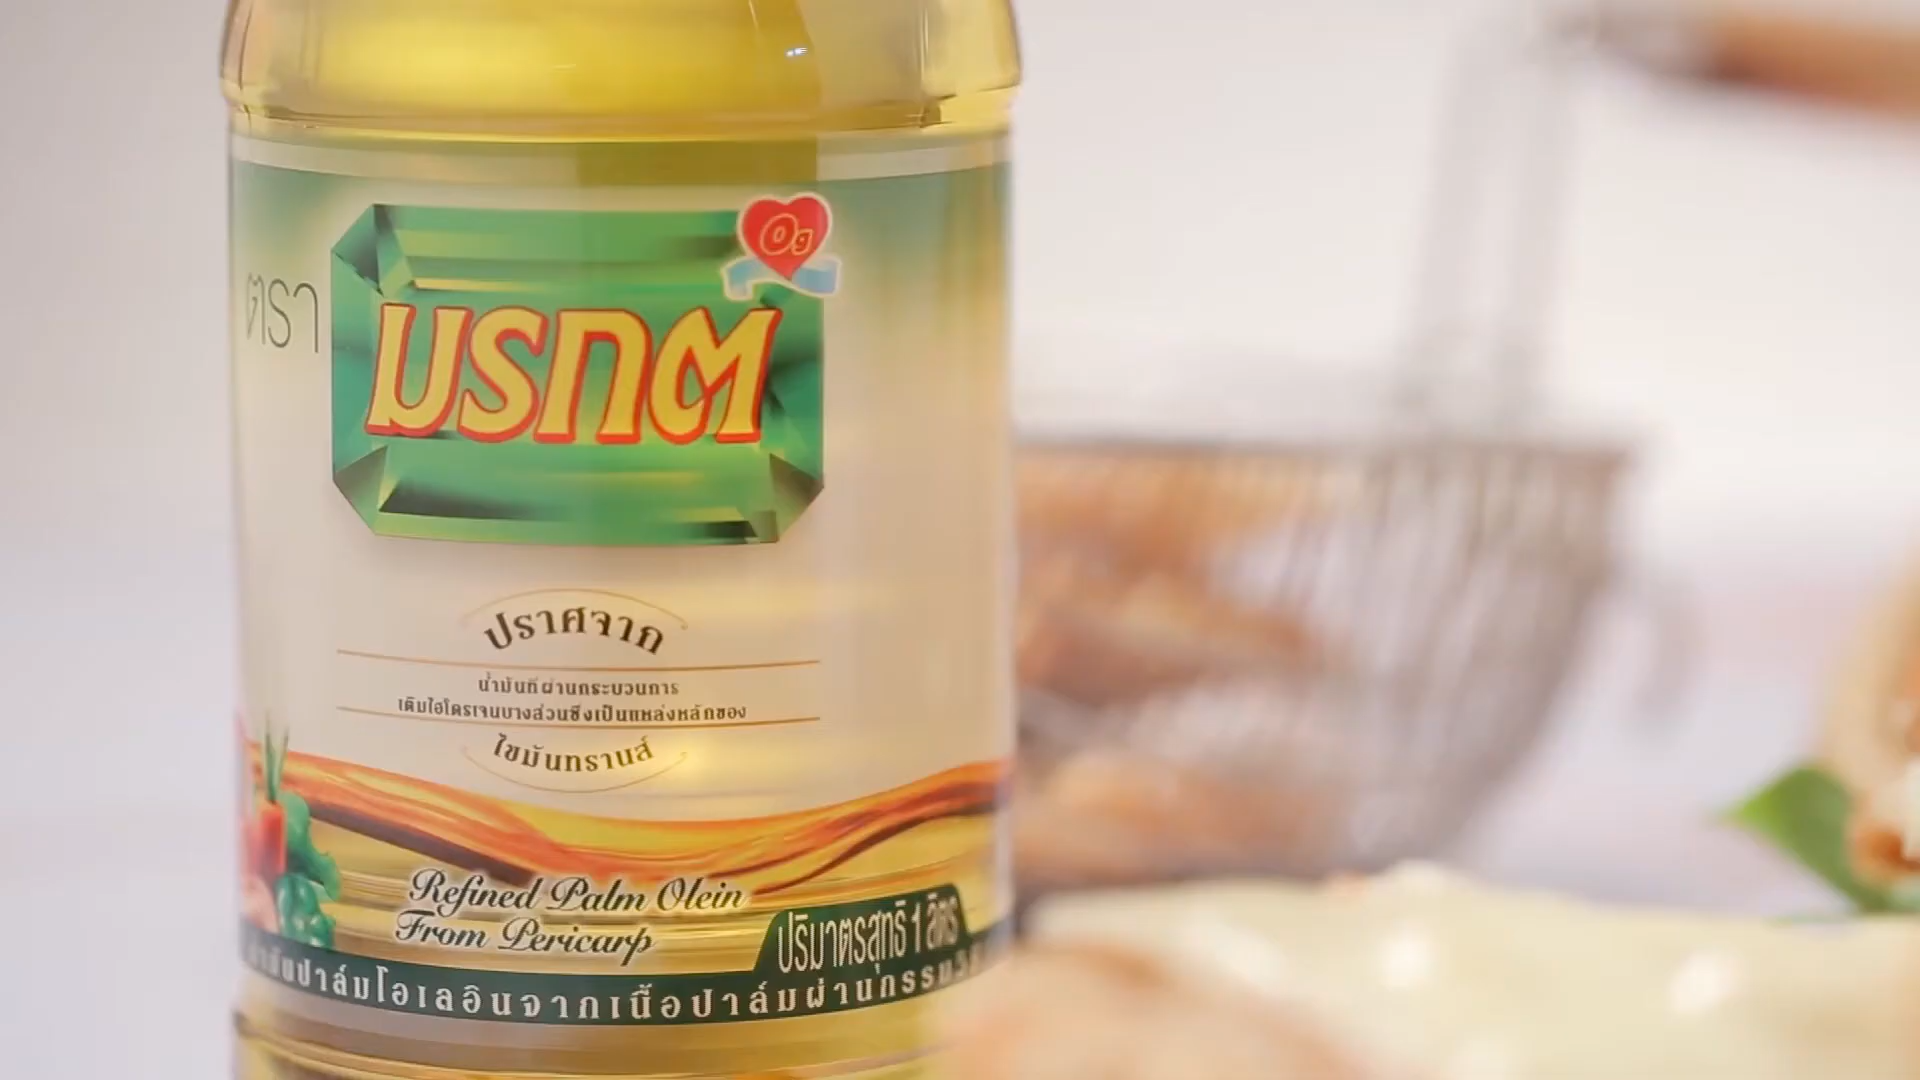 ตรา
มรกต
0g
ปราศจาก
น้ำมันที่ผ่านกระบวนการ
เติมไฮโดรเจนบางส่วนซึ่งเป็นแหล่งหลักของ
ไขมันทรานส์
Refined Palm Olein
From Pericarp
ปริมาตรสุทธิ 1 ลิตร
น้ำมันปาล์มโอเลอินจากเนื้อปาล์มผ่านกรรมวิธี